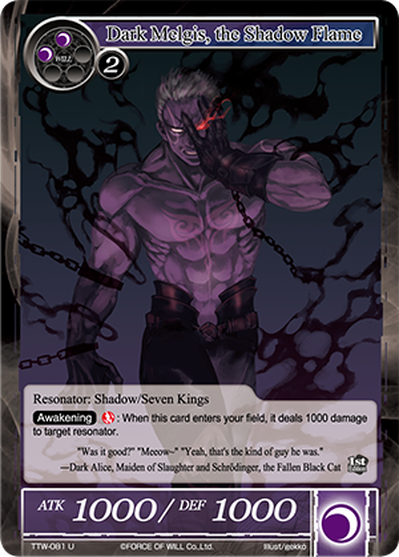 Dark Melgis, the Shadow Flame
WILL
2
Resonator: Shadow/Seven Kings
Awakening : When this card enters your field, it deals 1000 damage
to target resonator.
"Was it good?" "Meeow~" "Yeah, that's the kind of guy he was."
—Dark Alice, Maiden of Slaughter and Schrödinger, the Fallen Black Cat
1st
Edition
ATK 1000 / DEF 1000
TTW-081 U ©FORCE OF WILL Co.,Ltd. Illust/gekko